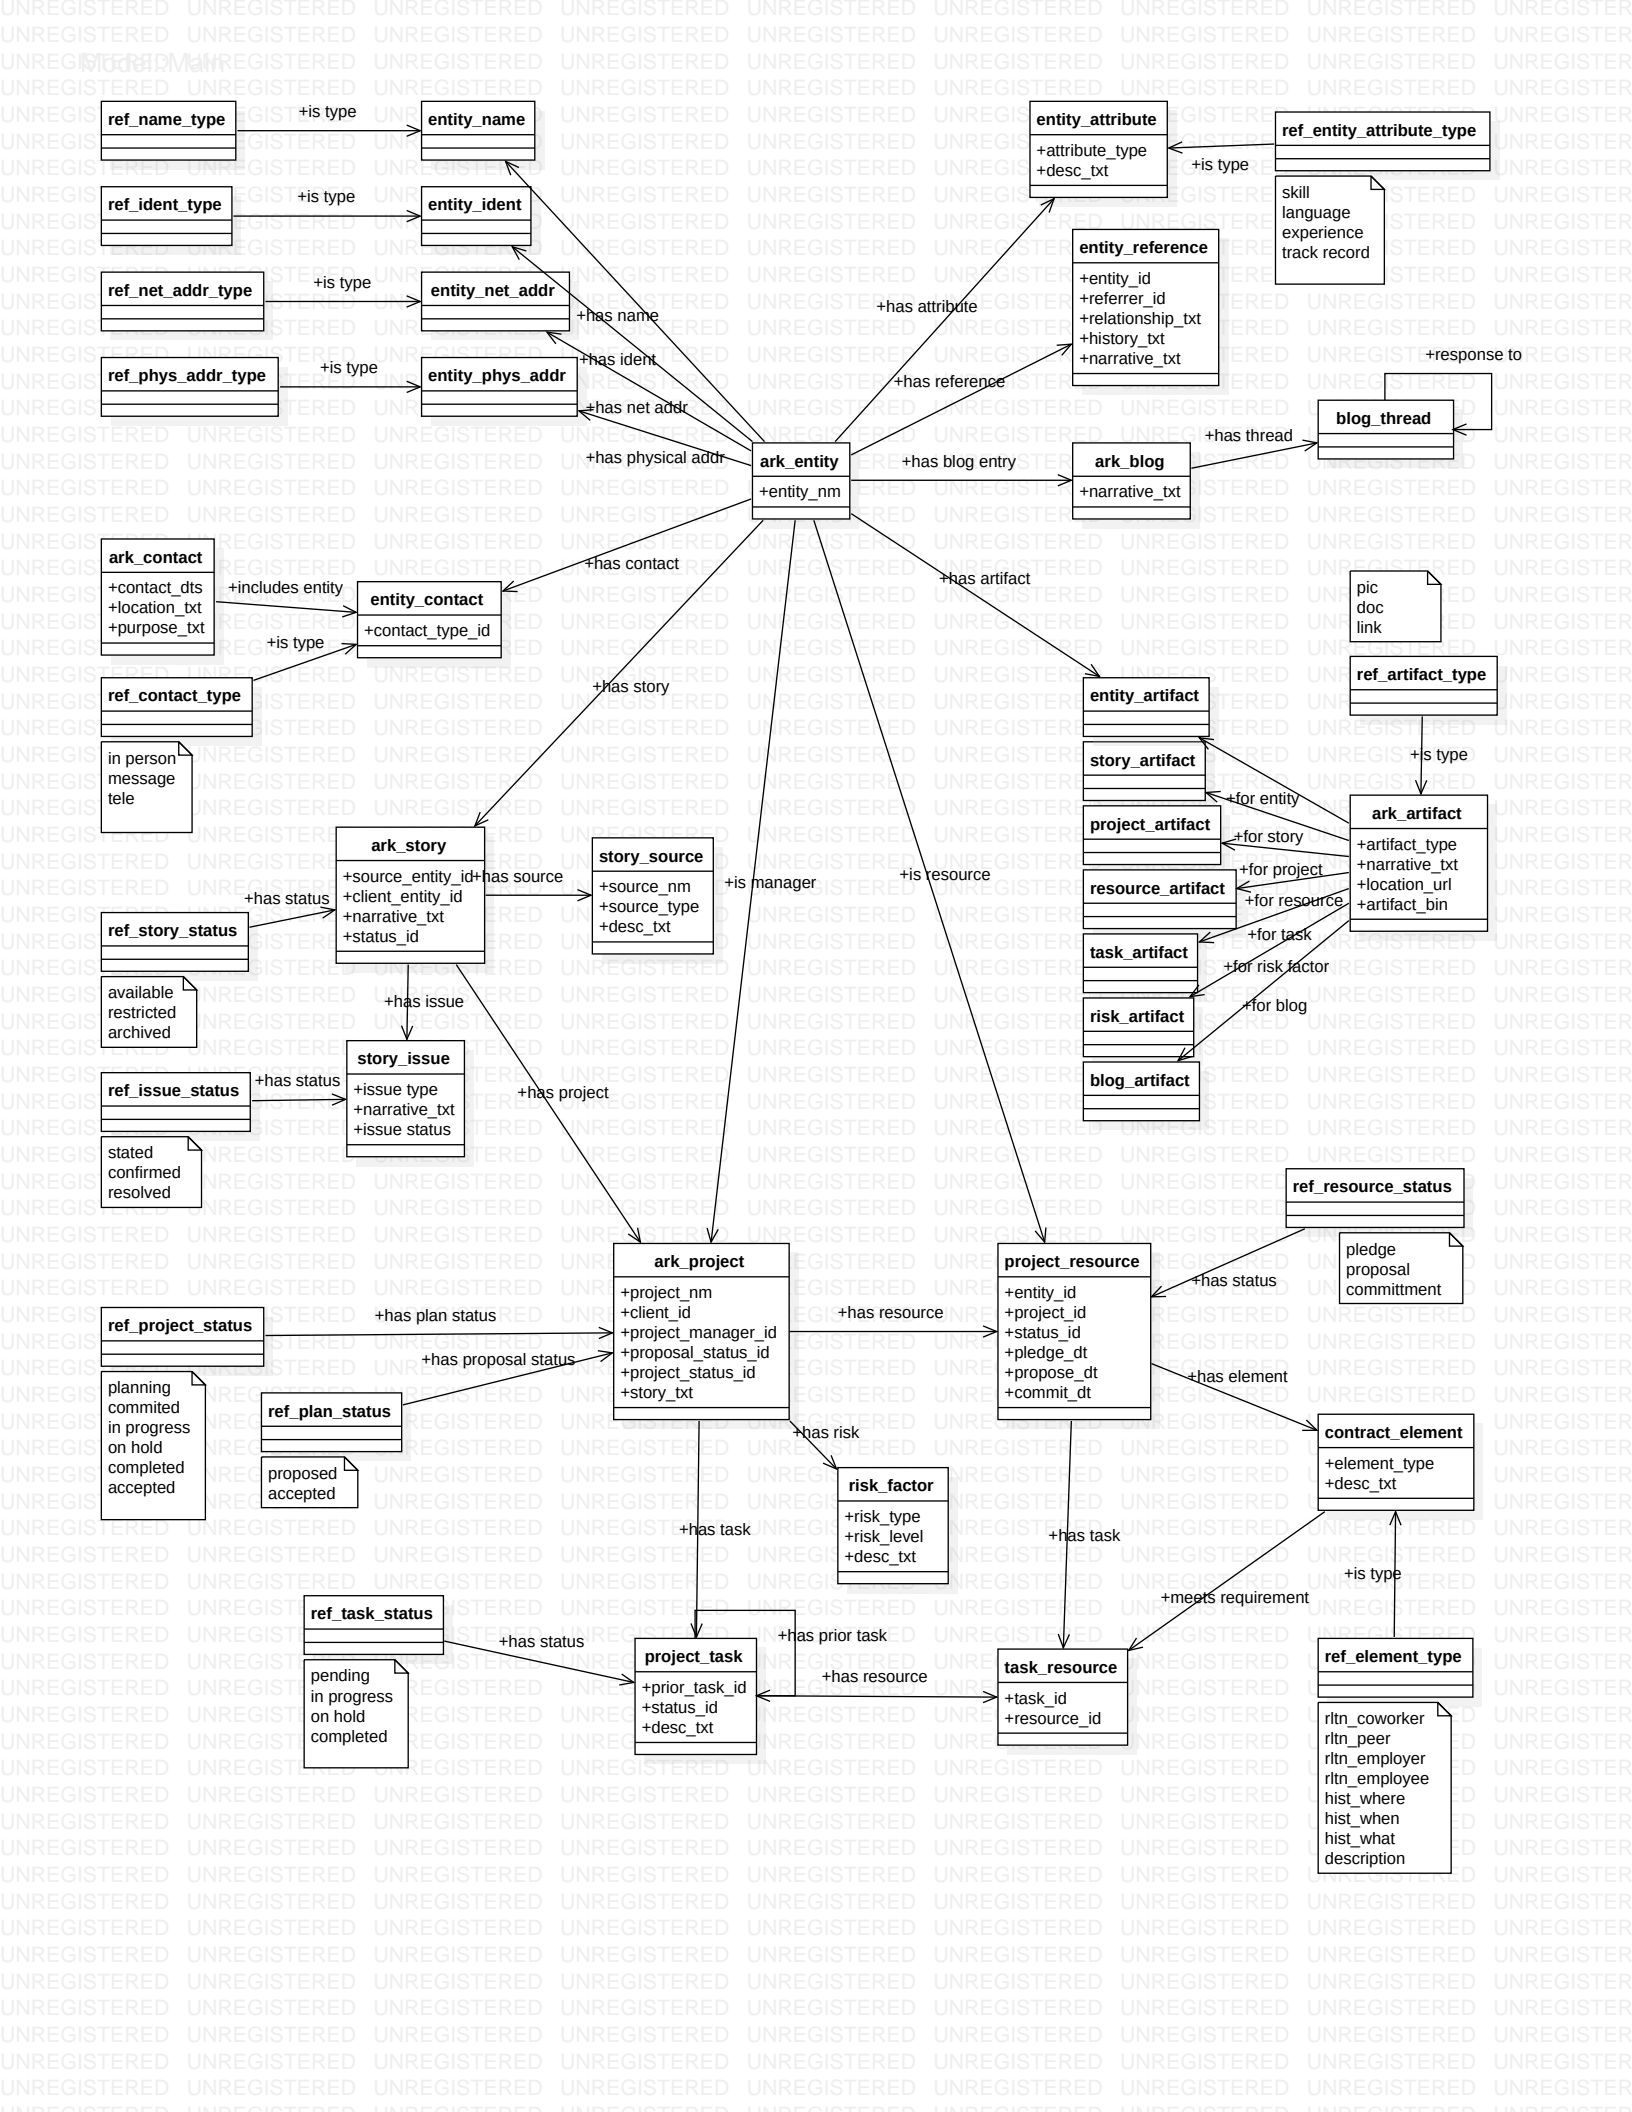 UNREGISTERED
Model::Main
ref_name_type
+is type
entity_name
ref_ident_type
+is type
entity_ident
ref_net_addr_type
+is type
entity_net_addr
ref_phys_addr_type
+is type
entity_phys_addr
+has name
+has ident
+has net addr
+has physical addr
entity_attribute
+attribute_type
+desc_txt
+is type
ref_entity_attribute_type
skill
language
experience
track record
+has attribute
entity_reference
+entity_id
+referrer_id
+relationship_txt
+history_txt
+narrative_txt
+has reference
ark_entity
+entity_nm
+has blog entry
ark_blog
+narrative_txt
+has thread
blog_thread
+response to
ark_contact
+contact_dts
+location_txt
+purpose_txt
+includes entity
+is type
entity_contact
+contact_type_id
+has contact
ref_contact_type
in person
message
tele
+has story
+has artifact
pic
doc
link
ref_artifact_type
+is type
entity_artifact
story_artifact
project_artifact
resource_artifact
task_artifact
risk_artifact
blog_artifact
+for entity
+for story
+for project
+for resource
+for task
+for risk factor
+for blog
ark_artifact
+artifact_type
+narrative_txt
+location_url
+artifact_bin
ark_story
+source_entity_id
+client_entity_id
+narrative_txt
+status_id
+has source
story_source
+source_nm
+source_type
+desc_txt
+is manager
+is resource
+has status
ref_story_status
available
restricted
archived
+has issue
story_issue
+issue type
+narrative_txt
+issue status
+has status
ref_issue_status
stated
confirmed
resolved
+has project
ref_resource_status
pledge
proposal
committment
+has status
ark_project
+project_nm
+client_id
+project_manager_id
+proposal_status_id
+project_status_id
+story_txt
+has resource
project_resource
+entity_id
+project_id
+status_id
+pledge_dt
+propose_dt
+commit_dt
ref_project_status
+has plan status
planning
commited
in progress
on hold
completed
accepted
+has proposal status
ref_plan_status
proposed
accepted
+has risk
risk_factor
+risk_type
+risk_level
+desc_txt
+has element
contract_element
+element_type
+desc_txt
+has task
+has task
+is type
+meets requirement
ref_task_status
pending
in progress
on hold
completed
+has status
project_task
+prior_task_id
+status_id
+desc_txt
+has prior task
+has resource
task_resource
+task_id
+resource_id
ref_element_type
rltn_coworker
rltn_peer
rltn_employer
rltn_employee
hist_where
hist_when
hist_what
description